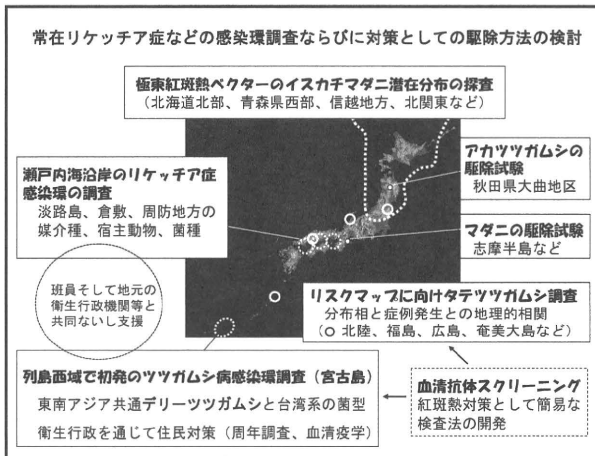 常在リケッチア症などの感染環調査ならびに対策としての駆除方法の検討
極東紅斑熱ベクターのイスカチマダニ潜在分布の探査
（北海道北部、青森県西部、信越地方、北関東など）
アカツツガムシの
駆除試験
秋田県大曲地区
瀬戸内海沿岸のリケッチア症
感染環の調査
淡路島、倉敷、周防地方の
媒介種、宿主動物、菌種
マダニの駆除試験
志摩半島など
班員そして地元の
衛生行政機関等と
共同ないし支援
リスクマップに向けタテツツガムシ調査
分布相と症例発生との地理的相関
（○ 北陸、福島、広島、奄美大島など）
列島西域で初発のツツガムシ病感染環調査（宮古島）
東南アジア共通デリーツツガムシと台湾系の菌型
衛生行政を通じて住民対策（周年調査、血清疫学）
血清抗体スクリーニング
紅斑熱対策として簡易な
検査法の開発